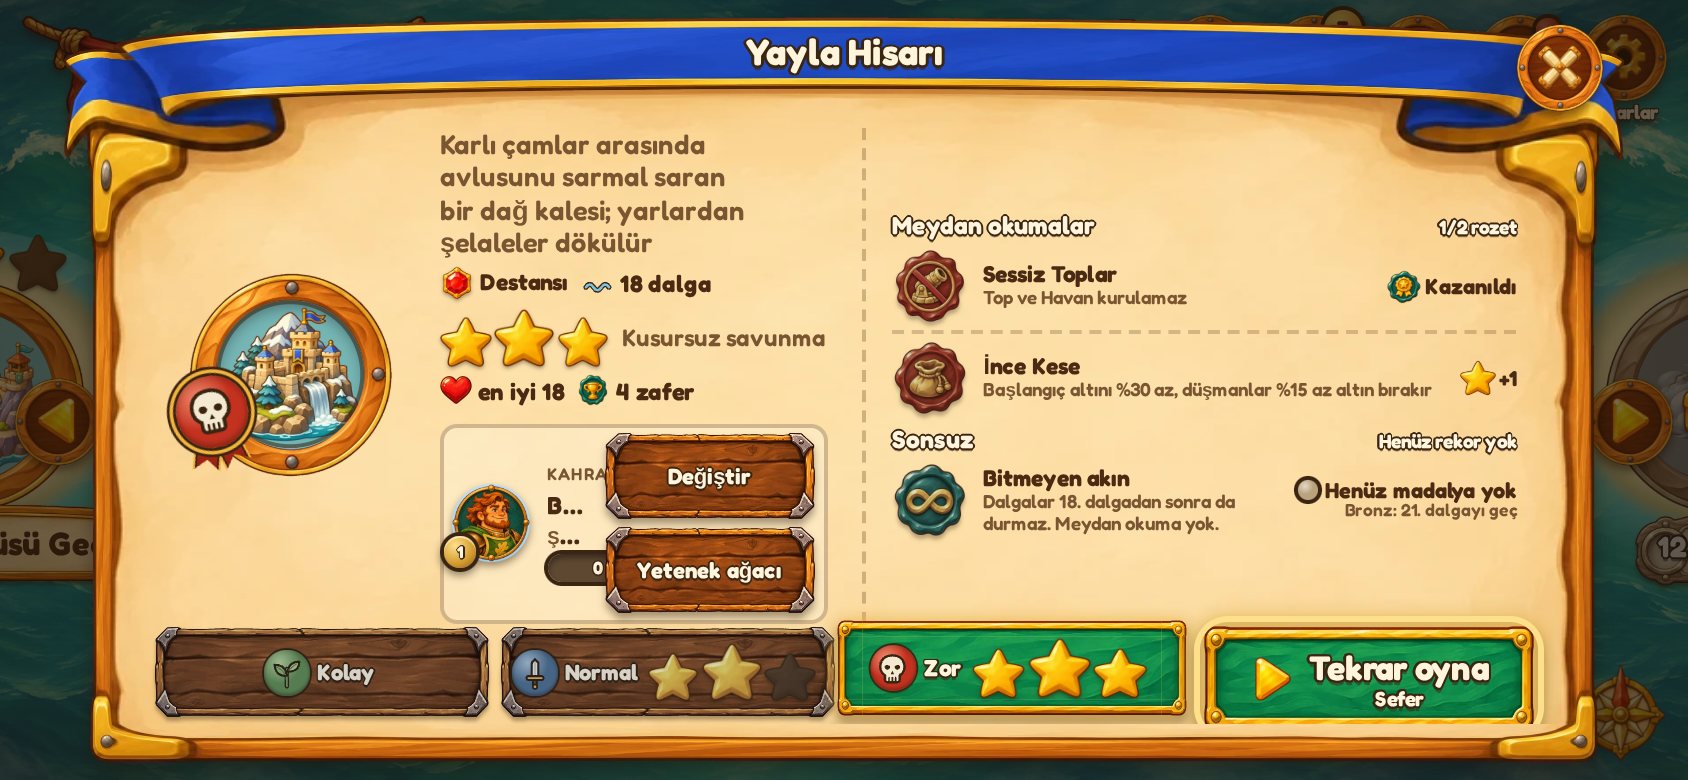 Yayla Hisarı
Karlı çamlar arasında
avlusunu sarmal saran
bir dağ kalesi; yarlardan
şelaleler dökülür
Destansı 18 dalga
Kusursuz savunma
en iyi 18 4 zafer
KAHRA
B...
Ş...
1
0
Değiştir
Yetenek ağacı
Meydan okumalar 1/2 rozet
Sessiz Toplar
Top ve Havan kurulamaz
Kazanıldı
İnce Kese
Başlangıç altını %30 az, düşmanlar %15 az altın bırakır
+1
Sonsuz Henüz rekor yok
Bitmeyen akın
Dalgalar 18. dalgadan sonra da
durmaz. Meydan okuma yok.
Henüz madalya yok
Bronz: 21. dalgayı geç
Kolay
Normal
Zor
Tekrar oyna
Sefer
arlar
üsü Ge
12